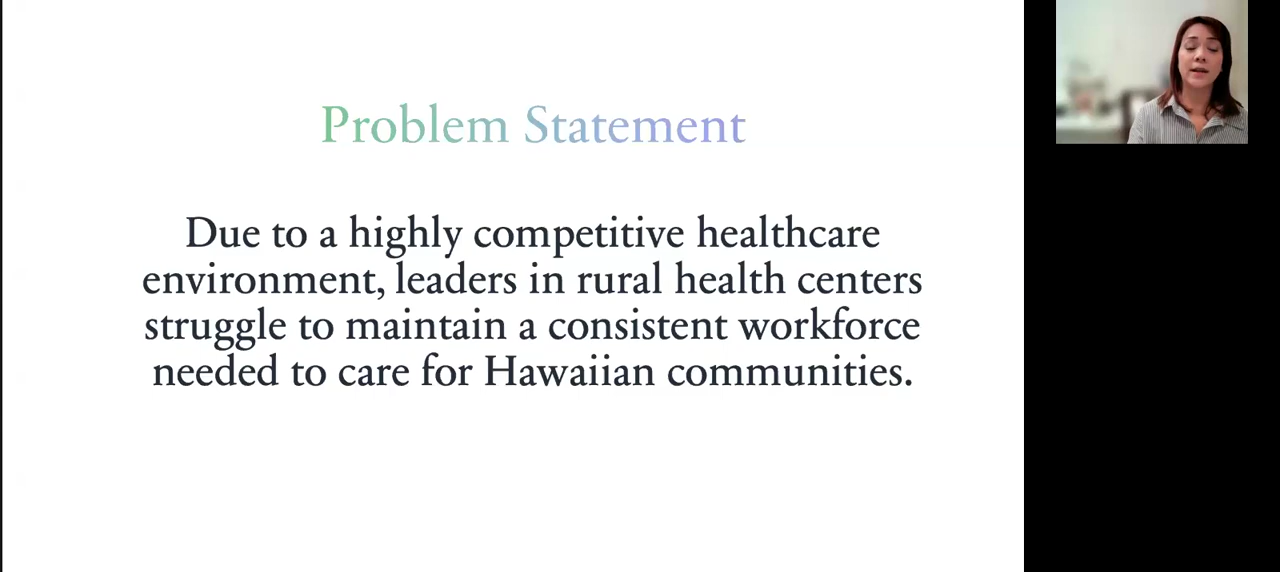 Problem Statement
Due to a highly competitive healthcare
environment, leaders in rural health centers
struggle to maintain a consistent workforce
needed to care for Hawaiian communities.